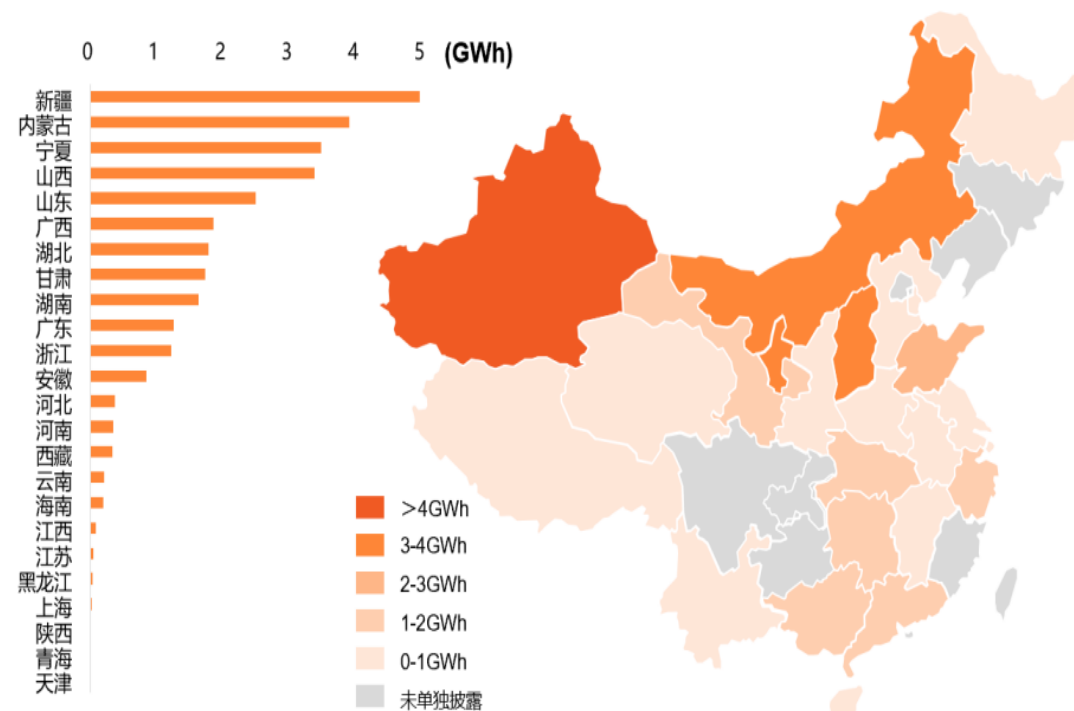 0 1 2 3 4 5 (GWh)
新疆
内蒙古
宁夏
山西
山东
广西
湖北
甘肃
湖南
广东
浙江
安徽
河北
河南
西藏
云南
海南
江西
江苏
黑龙江
上海
陕西
青海
天津
>4GWh
3-4GWh
2-3GWh
1-2GWh
0-1GWh
未单独披露